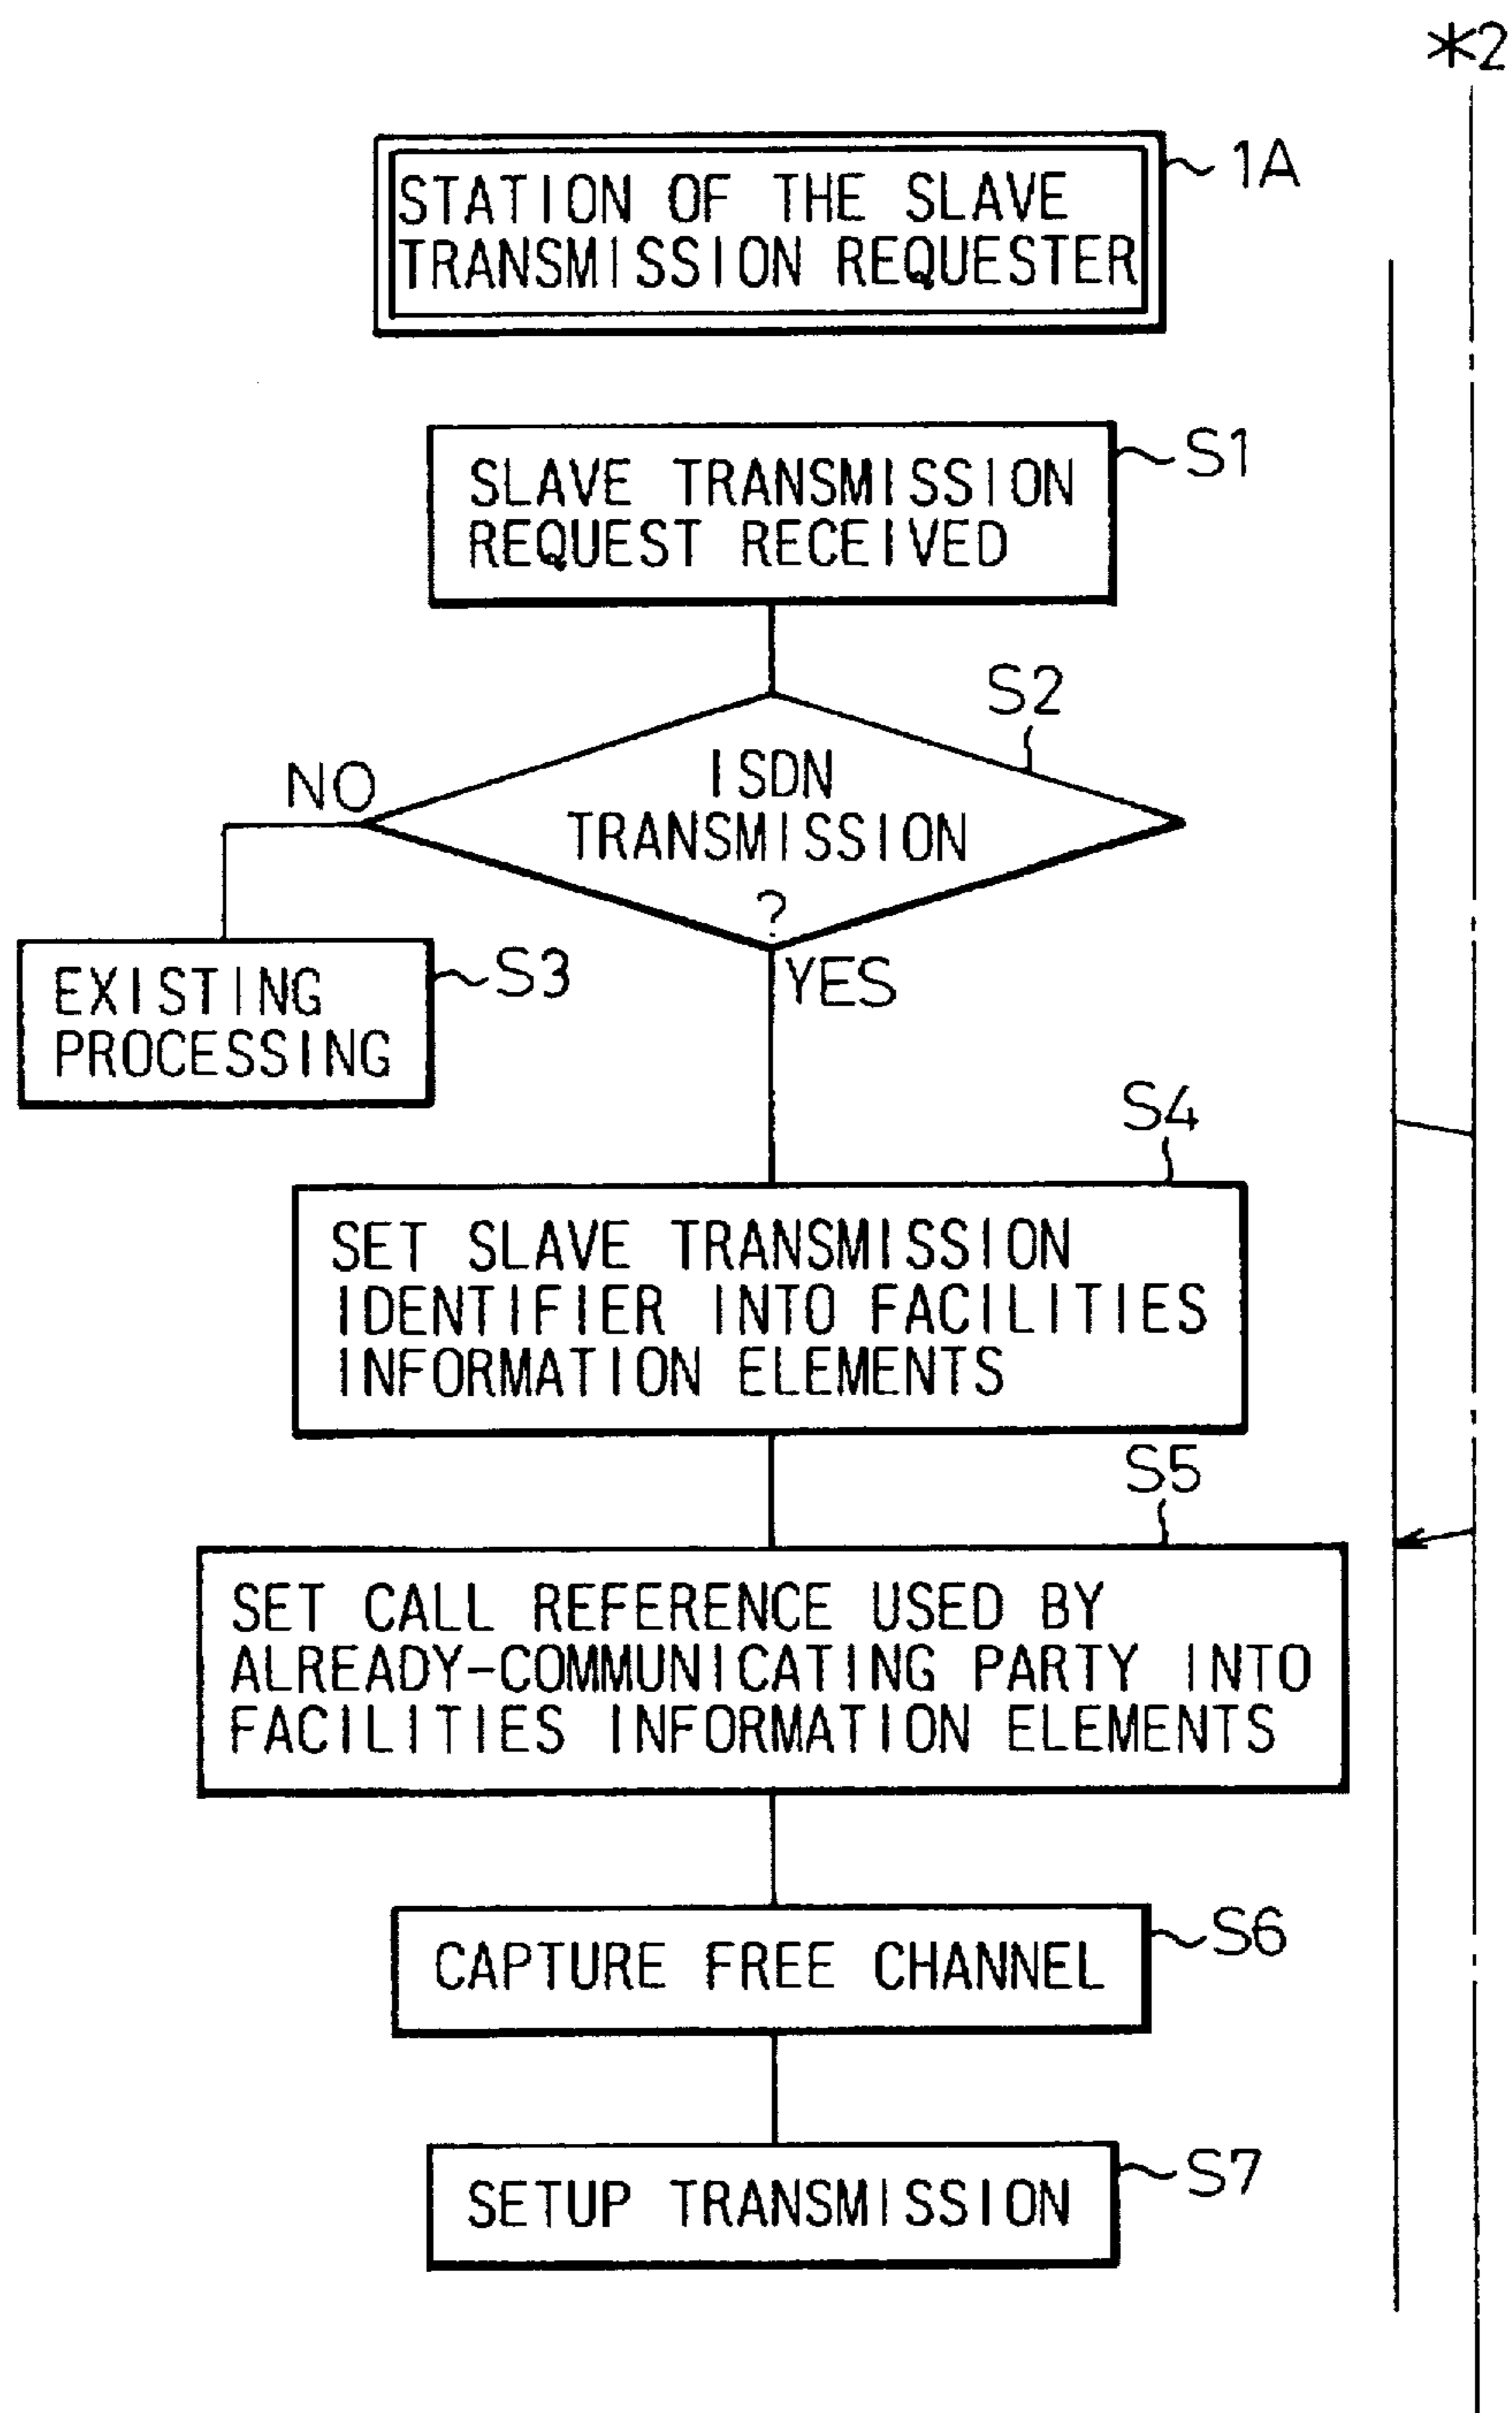 *2
STATION OF THE SLAVE
TRANSMISSION REQUESTER
1A
SLAVE TRANSMISSION
REQUEST RECEIVED
S1
S2
ISDN
TRANSMISSION
?
NO
YES
EXISTING
PROCESSING
S3
S4
SET SLAVE TRANSMISSION
IDENTIFIER INTO FACILITIES
INFORMATION ELEMENTS
S5
SET CALL REFERENCE USED BY
ALREADY-COMMUNICATING PARTY INTO
FACILITIES INFORMATION ELEMENTS
CAPTURE FREE CHANNEL
S6
SETUP TRANSMISSION
S7